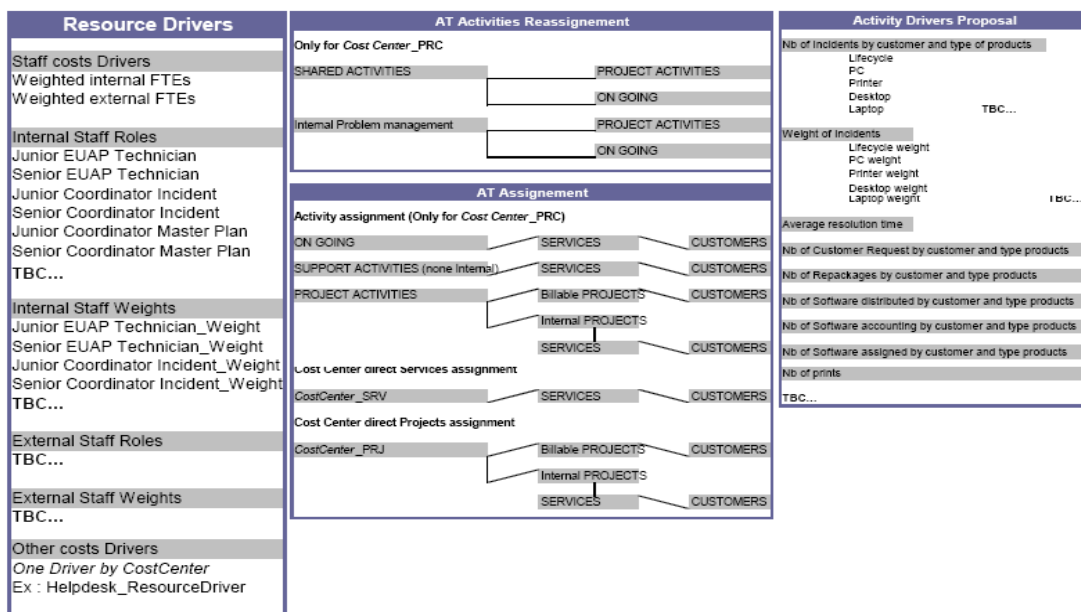 Resource Drivers
Staff costs Drivers
Weighted internal FTEs
Weighted external FTEs
Internal Staff Roles
Junior EUAP Technician
Senior EUAP Technician
Junior Coordinator Incident
Senior Coordinator Incident
Junior Coordinator Master Plan
Senior Coordinator Master Plan
TBC...
Internal Staff Weights
Junior EUAP Technician_Weight
Senior EUAP Technician_Weight
Junior Coordinator Incident_Weight
Senior Coordinator Incident_Weight
TBC...
External Staff Roles
TBC...
External Staff Weights
TBC...
Other costs Drivers
One Driver by CostCenter
Ex : Helpdesk_ResourceDriver
AT Activities Reassignement
Only for Cost Center_PRC
SHARED ACTIVITIES PROJECT ACTIVITIES
ON GOING
Internal Problem management PROJECT ACTIVITIES
ON GOING
AT Assignement
Activity assignment (Only for Cost Center_PRC)
ON GOING SERVICES CUSTOMERS
SUPPORT ACTIVITIES (none Internal) SERVICES CUSTOMERS
PROJECT ACTIVITIES Billable PROJECTS CUSTOMERS
Internal PROJECTS
SERVICES CUSTOMERS
Cost Center direct Services assignment
CostCenter_SRV SERVICES CUSTOMERS
Cost Center direct Projects assignment
CostCenter_PRJ Billable PROJECTS CUSTOMERS
Internal PROJECTS
SERVICES CUSTOMERS
Activity Drivers Proposal
Nb of Incidents by customer and type of products
Lifecycle
PC
Printer
Desktop
Laptop TBC...
Weight of Incidents
Lifecycle weight
PC weight
Printer weight
Desktop weight
Laptop weight TBC...
Average resolution time
Nb of Customer Request by customer and type products
Nb of Repackages by customer and type products
Nb of Software distributed by customer and type products
Nb of Software accounting by customer and type products
Nb of Software assigned by customer and type products
Nb of prints
TBC...